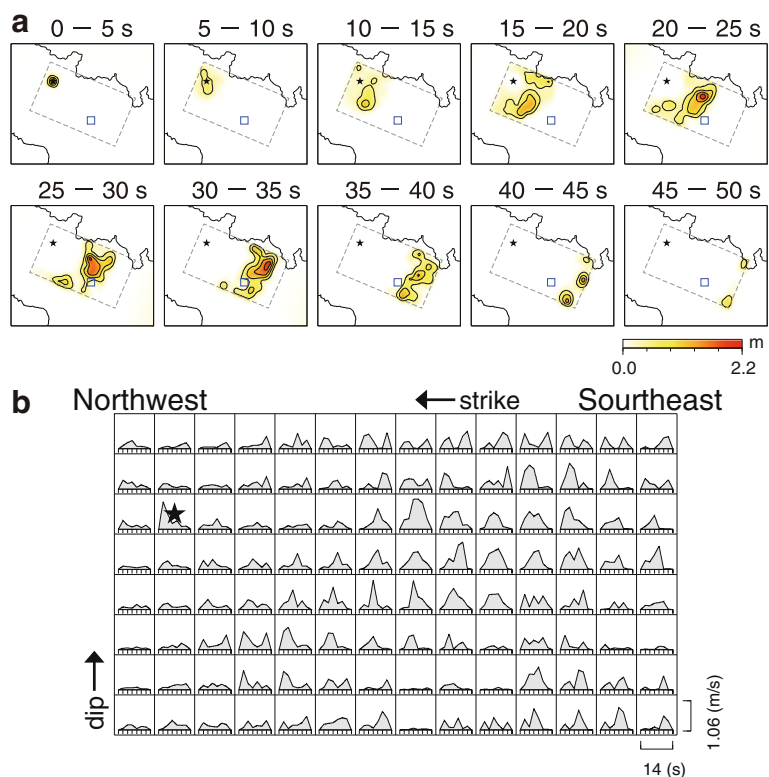 a
0 — 5 s 5 — 10 s 10 — 15 s 15 — 20 s 20 — 25 s
25 — 30 s 30 — 35 s 35 — 40 s 40 — 45 s 45 — 50 s
m
0.0 2.2
b Northwest ← strike Sourtheast
dip →
1.06 (m/s)
14 (s)